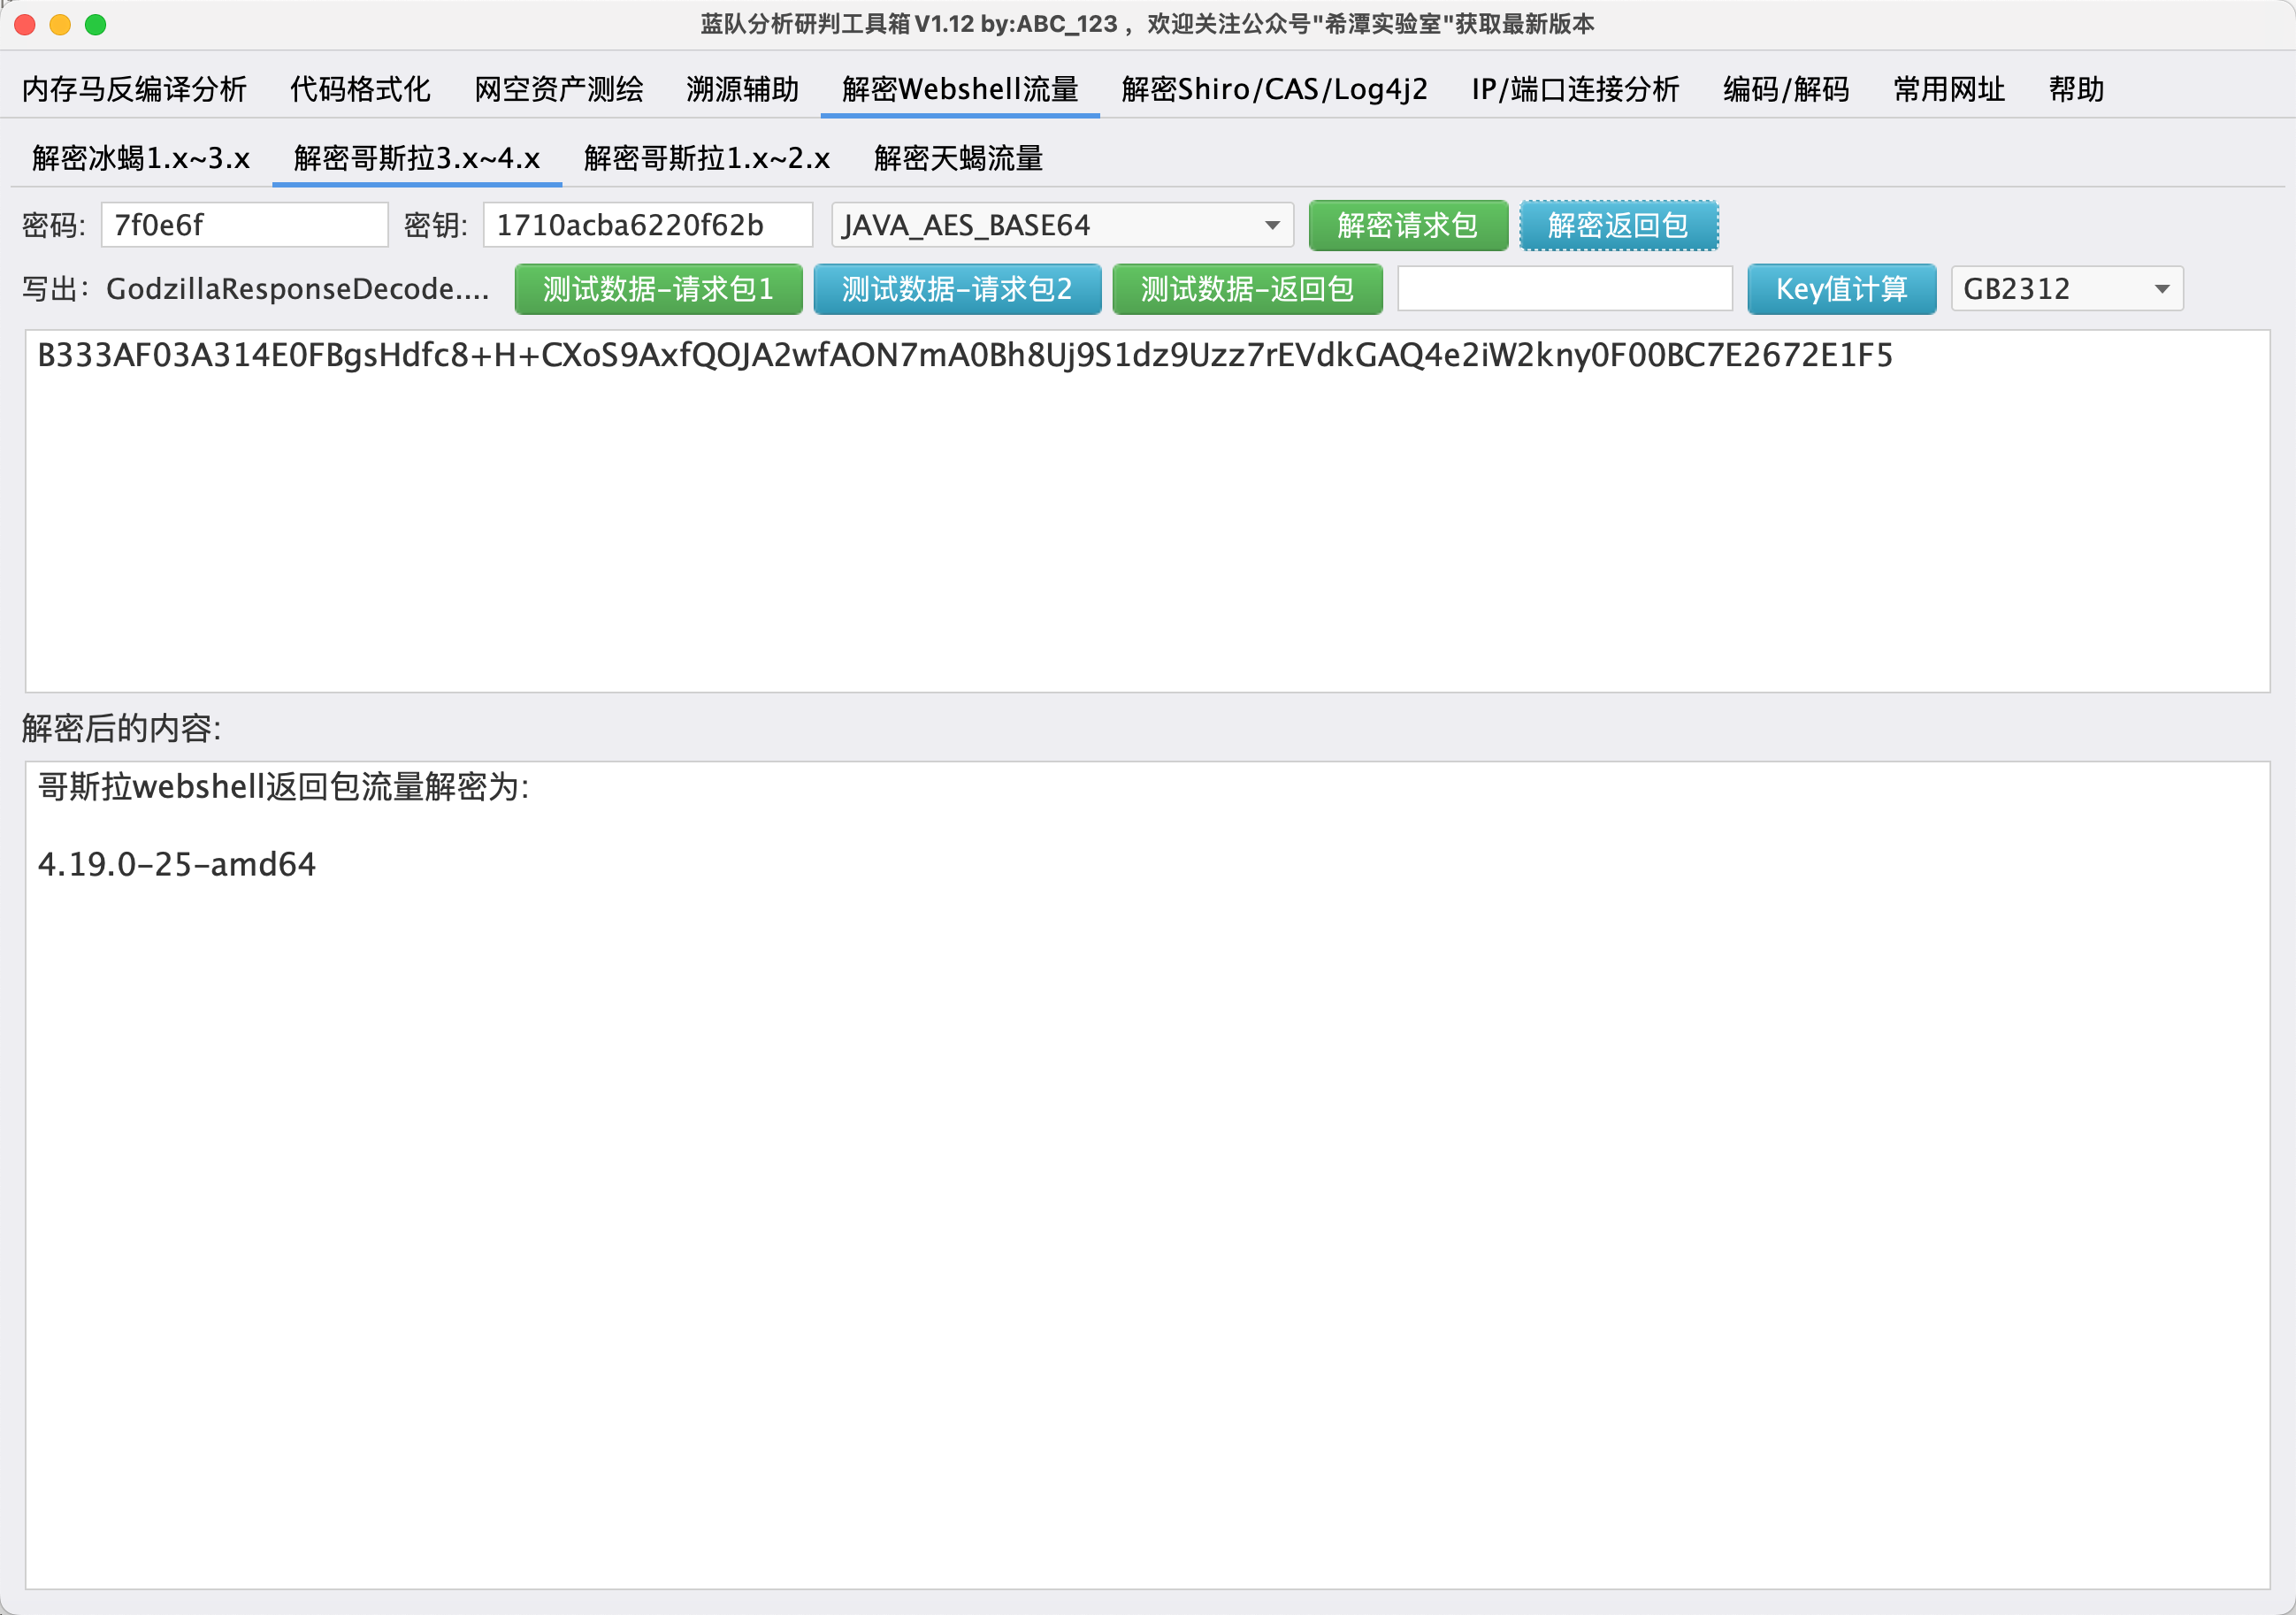 蓝队分析研判工具箱V1.12 by:ABC_123 ，欢迎关注公众号"希潭实验室"获取最新版本
内存马反编译分析 代码格式化 网空资产测绘 溯源辅助 解密Webshell流量 解密Shiro/CAS/Log4j2 IP/端口连接分析 编码/解码 常用网址 帮助
解密冰蝎1.x~3.x 解密哥斯拉3.x~4.x 解密哥斯拉1.x~2.x 解密天蝎流量
密码: 7f0e6f 密钥: 1710acba6220f62b JAVA_AES_BASE64 解密请求包 解密返回包
写出: GodzillaResponseDecode.... 测试数据-请求包1 测试数据-请求包2 测试数据-返回包 Key值计算 GB2312
B333AF03A314E0FBgsHdfc8+H+CXoS9AxfQOJA2wfAON7mA0Bh8Uj9S1dz9Uzz7rEVdkGAQ4e2iW2kny0F00BC7E2672E1F5
解密后的内容:
哥斯拉webshell返回包流量解密为:
4.19.0-25-amd64